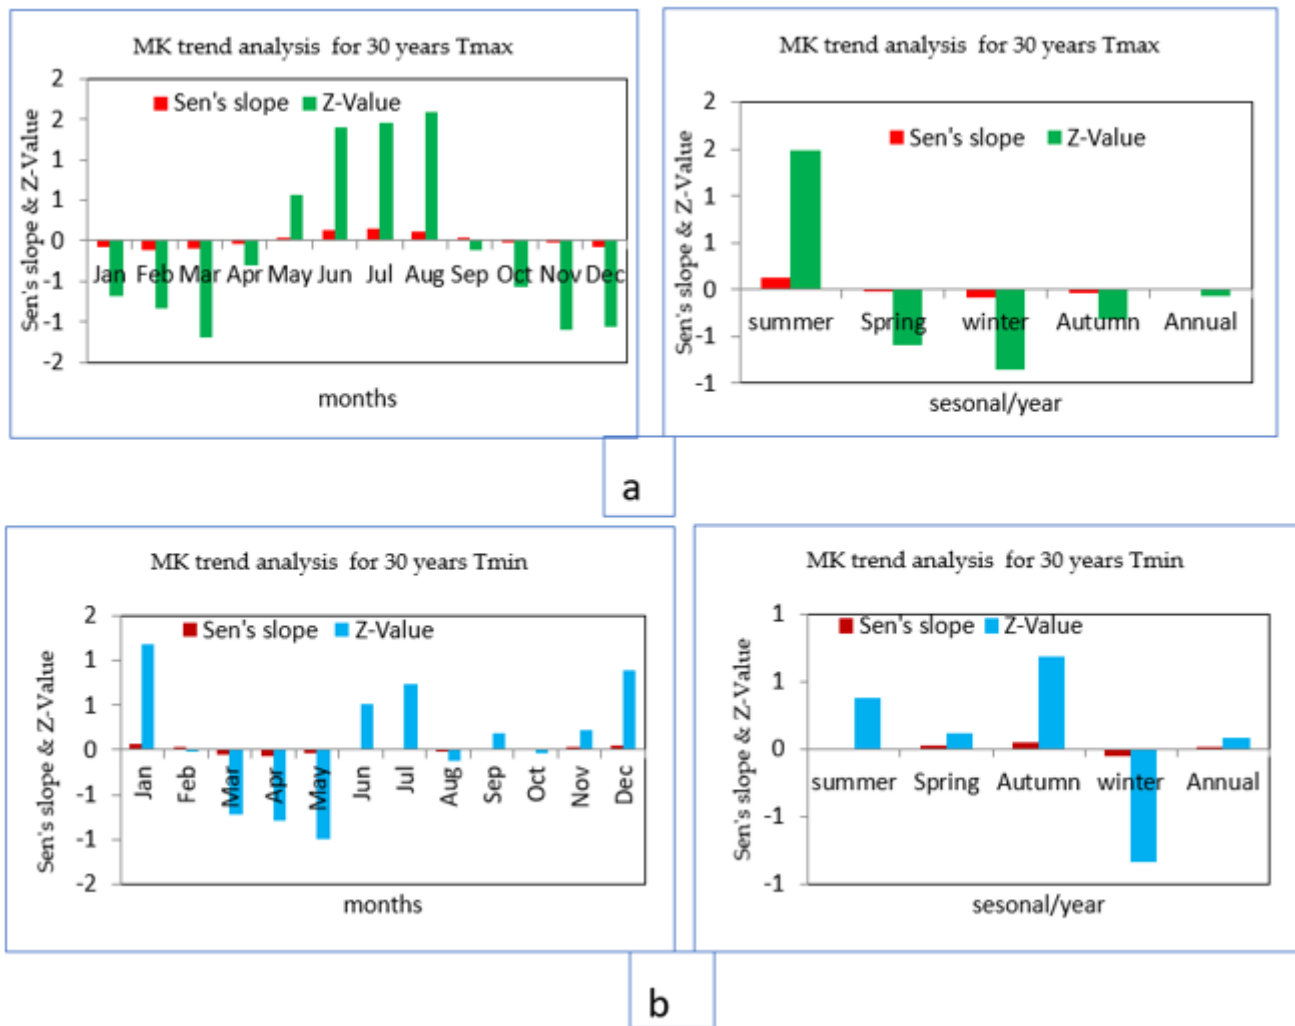 MK trend analysis for 30 years Tmax
Sen's slope & Z-Value
Sen's slope Z-Value
2
2
1
1
0
-1
-1
-2
Jan Feb Mar Apr May Jun Jul Aug Sep Oct Nov Dec
months
MK trend analysis for 30 years Tmax
Sen's slope & Z-Value
Sen's slope Z-Value
2
2
1
1
0
-1
-1
summer Spring winter Autumn Annual
sesonal/year
a
MK trend analysis for 30 years Tmin
Sen's slope & Z-Value
Sen's slope Z-Value
2
1
1
0
-1
-1
-2
Jan Feb Mar Apr May Jun Jul Aug Sep Oct Nov Dec
months
MK trend analysis for 30 years Tmin
Sen's slope & Z-Value
Sen's slope Z-Value
1
1
0
-1
-1
summer Spring Autumn winter Annual
sesonal/year
b